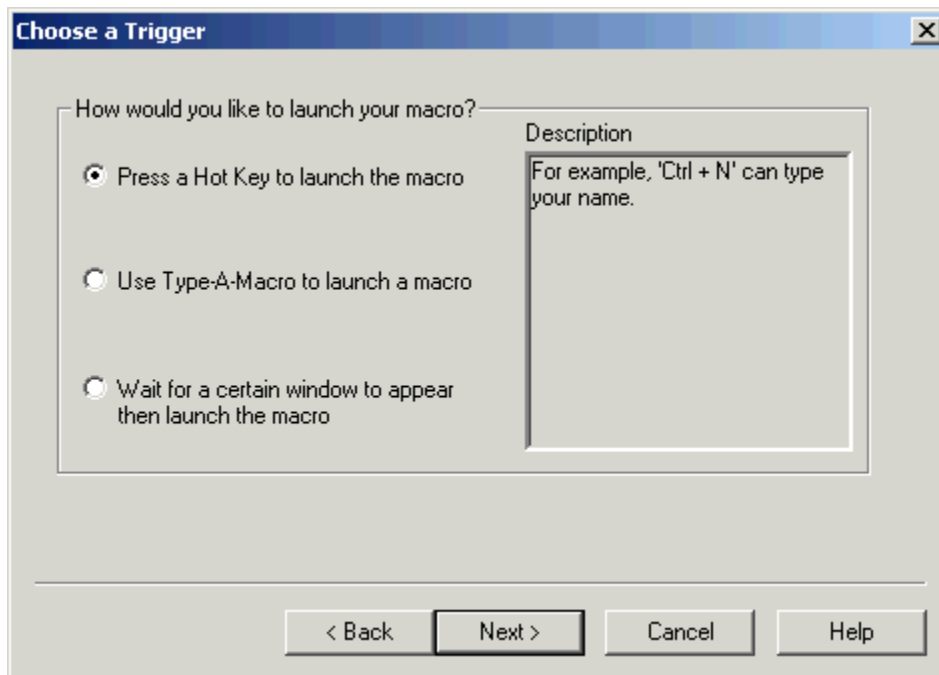 Choose a Trigger
How would you like to launch your macro?
Press a Hot Key to launch the macro
Use Type-A-Macro to launch a macro
Wait for a certain window to appear
then launch the macro
Description
For example, 'Ctrl + N' can type
your name.
< Back
Next >
Cancel
Help